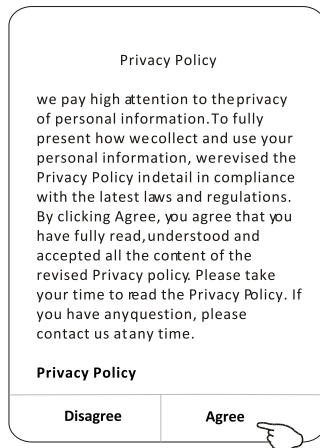 Privacy Policy
we pay high attention to theprivacy
of personal information.To fully
present how wecollect and use your
personal information, werevised the
Privacy Policy indetail in compliance
with the latest laws and regulations.
By clicking Agree, you agree that you
have fully read,understood and
accepted all the content of the
revised Privacy policy. Please take
your time to read the Privacy Policy. If
you have anyquestion, please
contact us atany time.
Privacy Policy
Disagree Agree